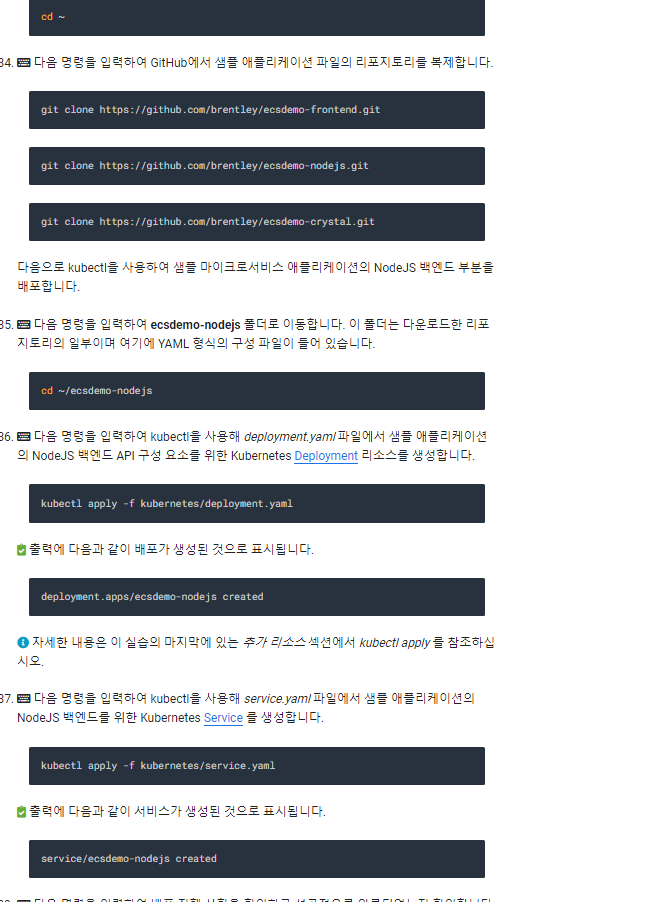 cd ~
34. 다음 명령을 입력하여 GitHub에서 샘플 애플리케이션 파일의 리포지토리를 복제합니다.
git clone https://github.com/brentley/ecsdemo-frontend.git
git clone https://github.com/brentley/ecsdemo-nodejs.git
git clone https://github.com/brentley/ecsdemo-crystal.git
다음으로 kubectl을 사용하여 샘플 마이크로서비스 애플리케이션의 NodeJS 백엔드 부분을
배포합니다.
35. 다음 명령을 입력하여 ecsdemo-nodejs 폴더로 이동합니다. 이 폴더는 다운로드한 리포
지토리의 일부이며 여기에 YAML 형식의 구성 파일이 들어 있습니다.
cd ~/ecsdemo-nodejs
36. 다음 명령을 입력하여 kubectl을 사용해 deployment.yaml 파일에서 샘플 애플리케이션
의 NodeJS 백엔드 API 구성 요소를 위한 Kubernetes Deployment 리소스를 생성합니다.
kubectl apply -f kubernetes/deployment.yaml
출력에 다음과 같이 배포가 생성된 것으로 표시됩니다.
deployment.apps/ecsdemo-nodejs created
자세한 내용은 이 실습의 마지막에 있는 추가 리소스 섹션에서 kubectl apply 를 참조하십
시오.
37. 다음 명령을 입력하여 kubectl을 사용해 service.yaml 파일에서 샘플 애플리케이션의
NodeJS 백엔드를 위한 Kubernetes Service 를 생성합니다.
kubectl apply -f kubernetes/service.yaml
출력에 다음과 같이 서비스가 생성된 것으로 표시됩니다.
service/ecsdemo-nodejs created